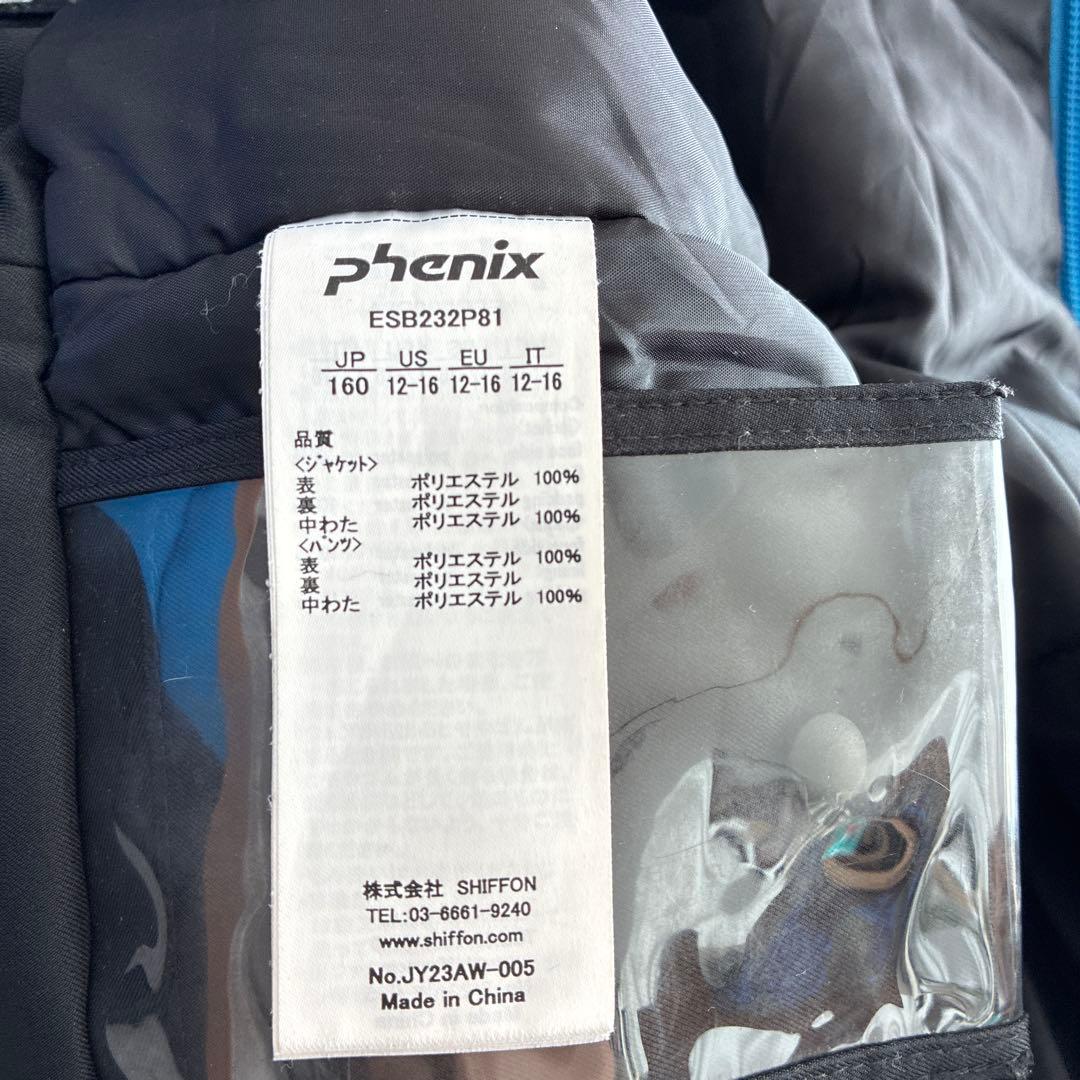 phenix
ESB232P81
JP US EU IT
160 12-16 12-16 12-16
品質
<ジャケット>
表 ポリエステル 100%
裏 ポリエステル
中わた ポリエステル 100%
<パンツ>
表 ポリエステル 100%
裏 ポリエステル
中わた ポリエステル 100%
株式会社 SHIFFON
TEL:03-6661-9240
www.shiffon.com
No.JY23AW-005
Made in China